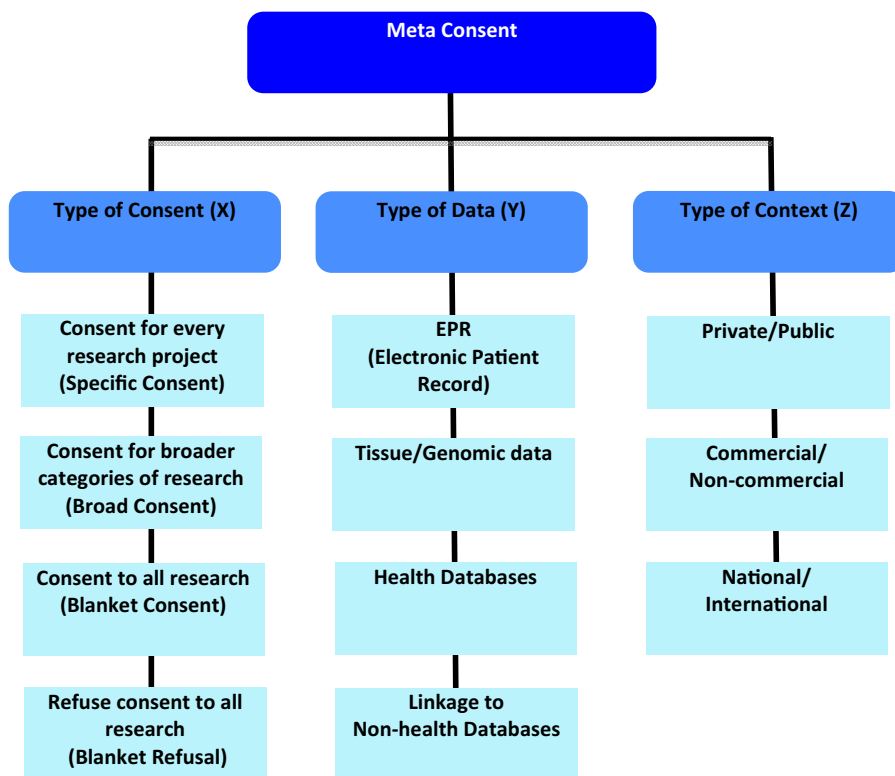 Meta Consent
Type of Consent (X)
Type of Data (Y)
Type of Context (Z)
Consent for every
research project
(Specific Consent)
Consent for broader
categories of research
(Broad Consent)
Consent to all research
(Blanket Consent)
Refuse consent to all
research
(Blanket Refusal)
EPR
(Electronic Patient
Record)
Tissue/Genomic data
Health Databases
Linkage to
Non-health Databases
Private/Public
Commercial/
Non-commercial
National/
International